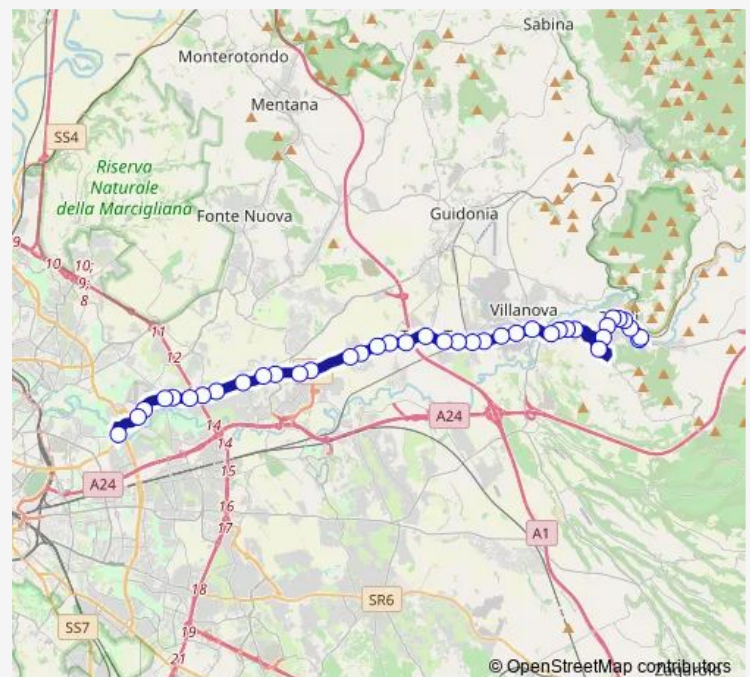 Sabina
Monterotondo
Mentana
SS4
Riserva
Naturale
della Marcigliana
Fonte Nuova
Guidonia
9
10
10;
9;
8
11
12
Villanova
14
14
A24
A24
15
16
17
A1
18
SR6
SS7
19
21
© OpenStreetMap contributors